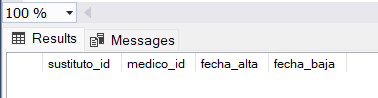 100 %
Results Messages
sustituto_id medico_id fecha_alta fecha_baja